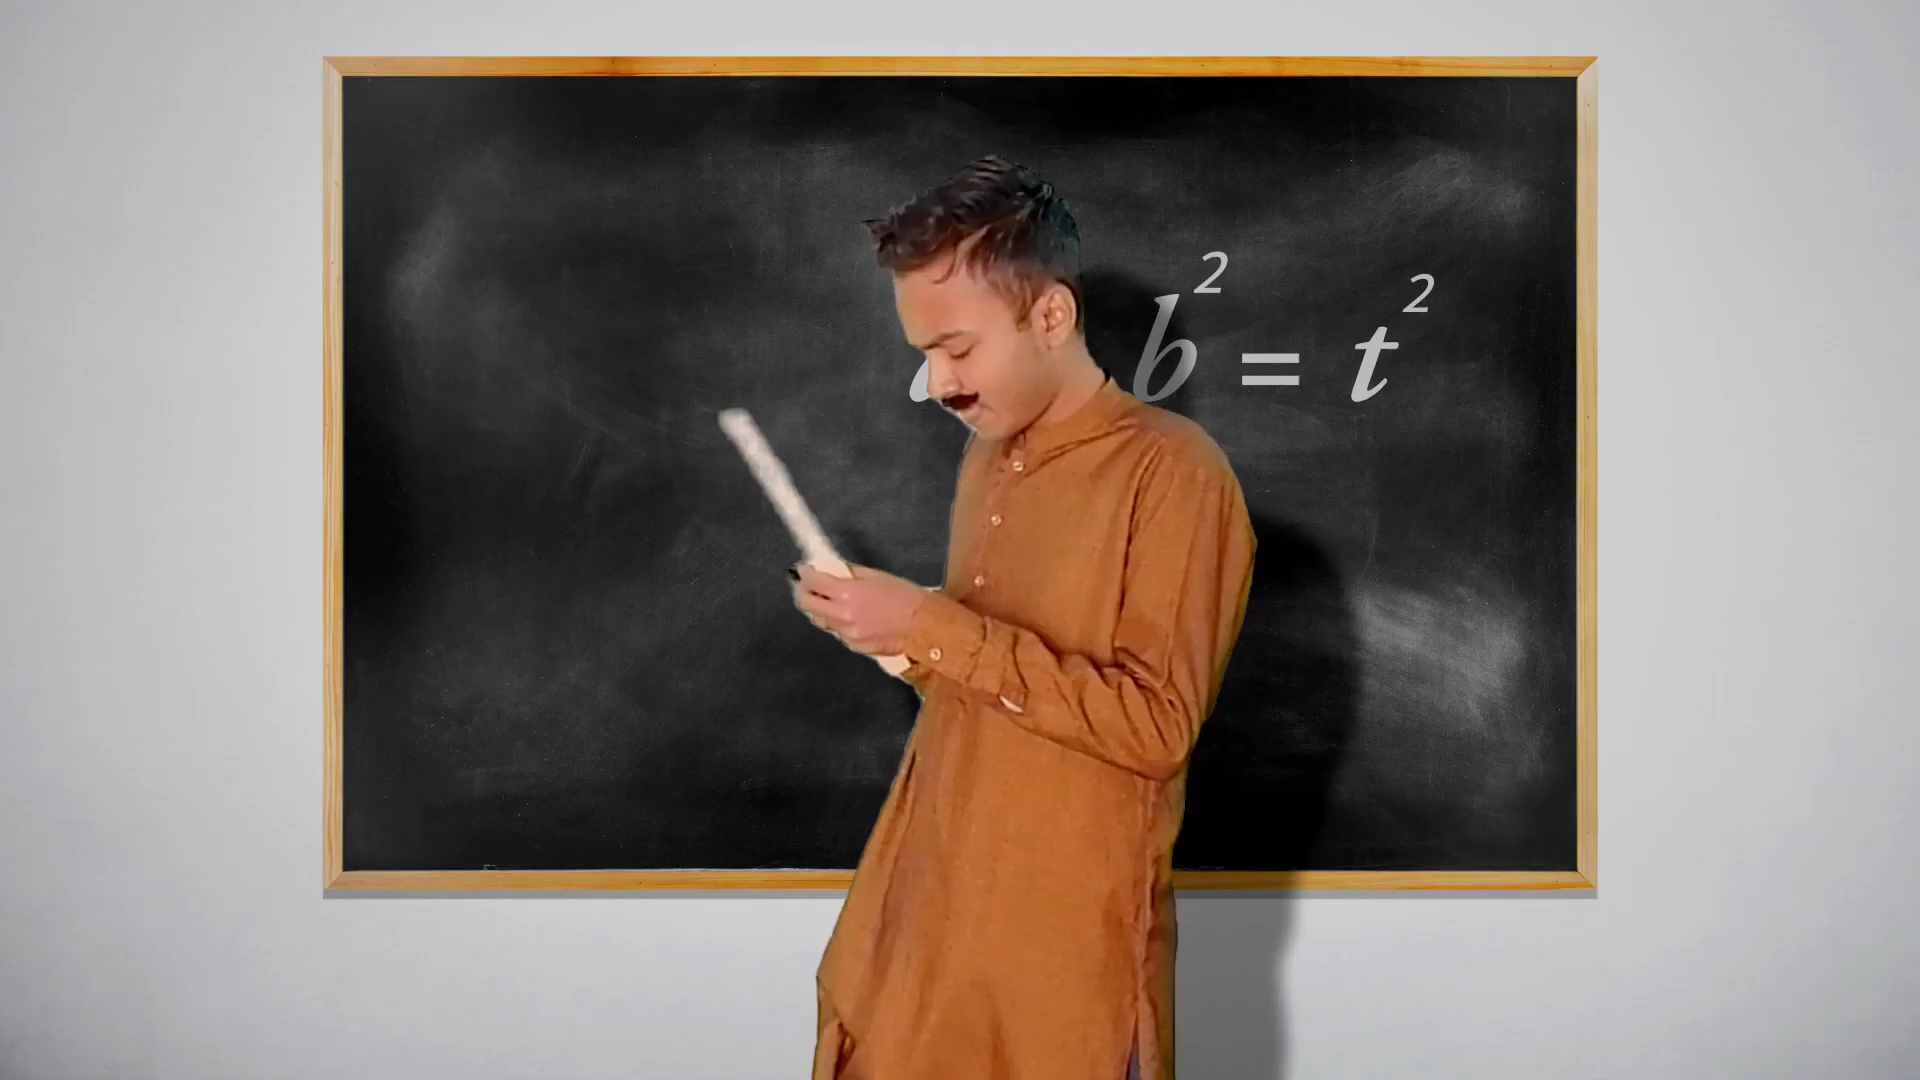 b² = t²